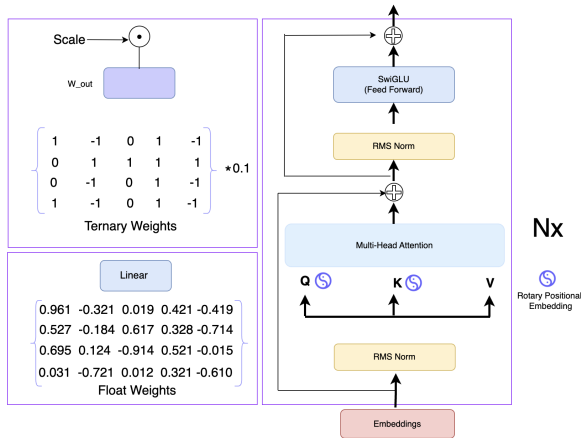 Scale
W_out
1 -1 0 1 -1
0 1 1 1 1
0 -1 0 1 -1
1 -1 0 1 -1
*0.1
Ternary Weights
Linear
0.961 -0.321 0.019 0.421 -0.419
0.527 -0.184 0.617 0.328 -0.714
0.695 0.124 -0.914 0.521 -0.015
0.031 -0.721 0.012 0.321 -0.610
Float Weights
SwiGLU
(Feed Forward)
RMS Norm
Multi-Head Attention
Q K V
RMS Norm
Embeddings
Nx
Rotary Positional
Embedding